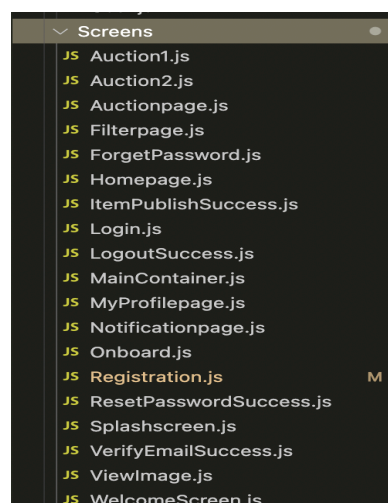 Screens
JS Auction1.js
JS Auction2.js
JS Auctionpage.js
JS Filterpage.js
JS ForgetPassword.js
JS Homepage.js
JS ItemPublishSuccess.js
JS Login.js
JS LogoutSuccess.js
JS MainContainer.js
JS MyProfilepage.js
JS Notificationpage.js
JS Onboard.js
JS Registration.js M
JS ResetPasswordSuccess.js
JS Splashscreen.js
JS VerifyEmailSuccess.js
JS ViewImage.js
JS WelcomeScreen.js